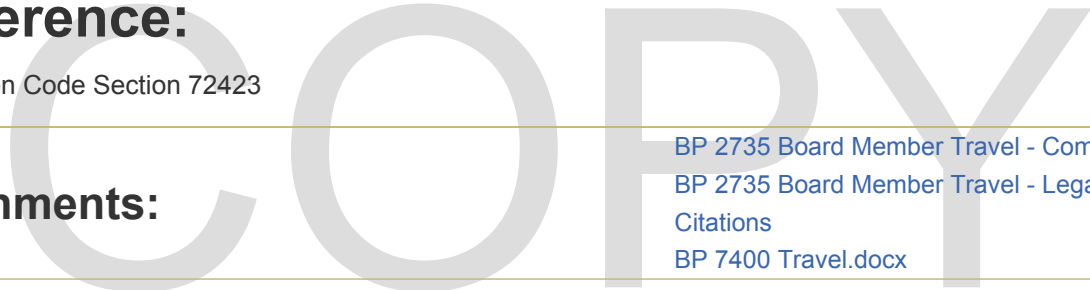 erence:
n Code Section 72423
BP 2735 Board Member Travel - Com
BP 2735 Board Member Travel - Lega
Citations
nments:
BP 7400 Travel.docx
COPY